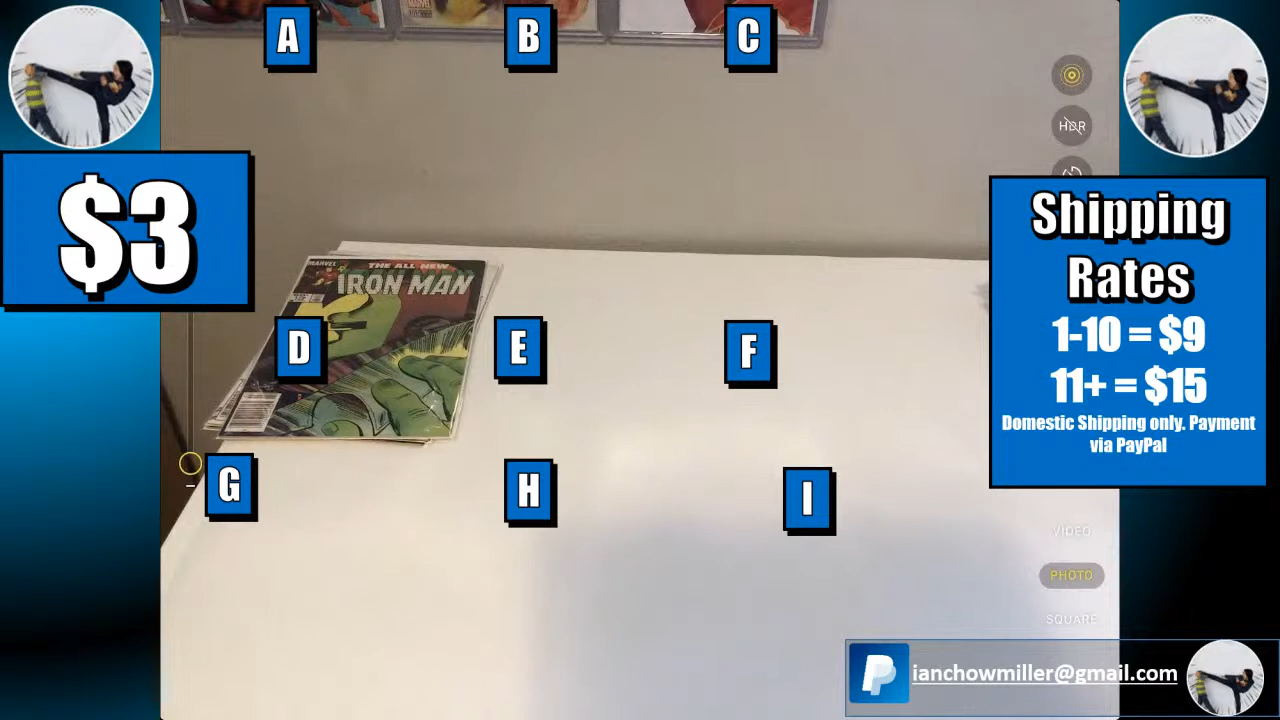 A
B
C
HDR
$3
Shipping
Rates
1-10 = $9
11+ = $15
Domestic Shipping only. Payment
via PayPal
MARVEL
THE ALL NEW
IRON MAN
D
E
F
G
H
I
VIDEO
PHOTO
SQUARE
ianchowmiller@gmail.com